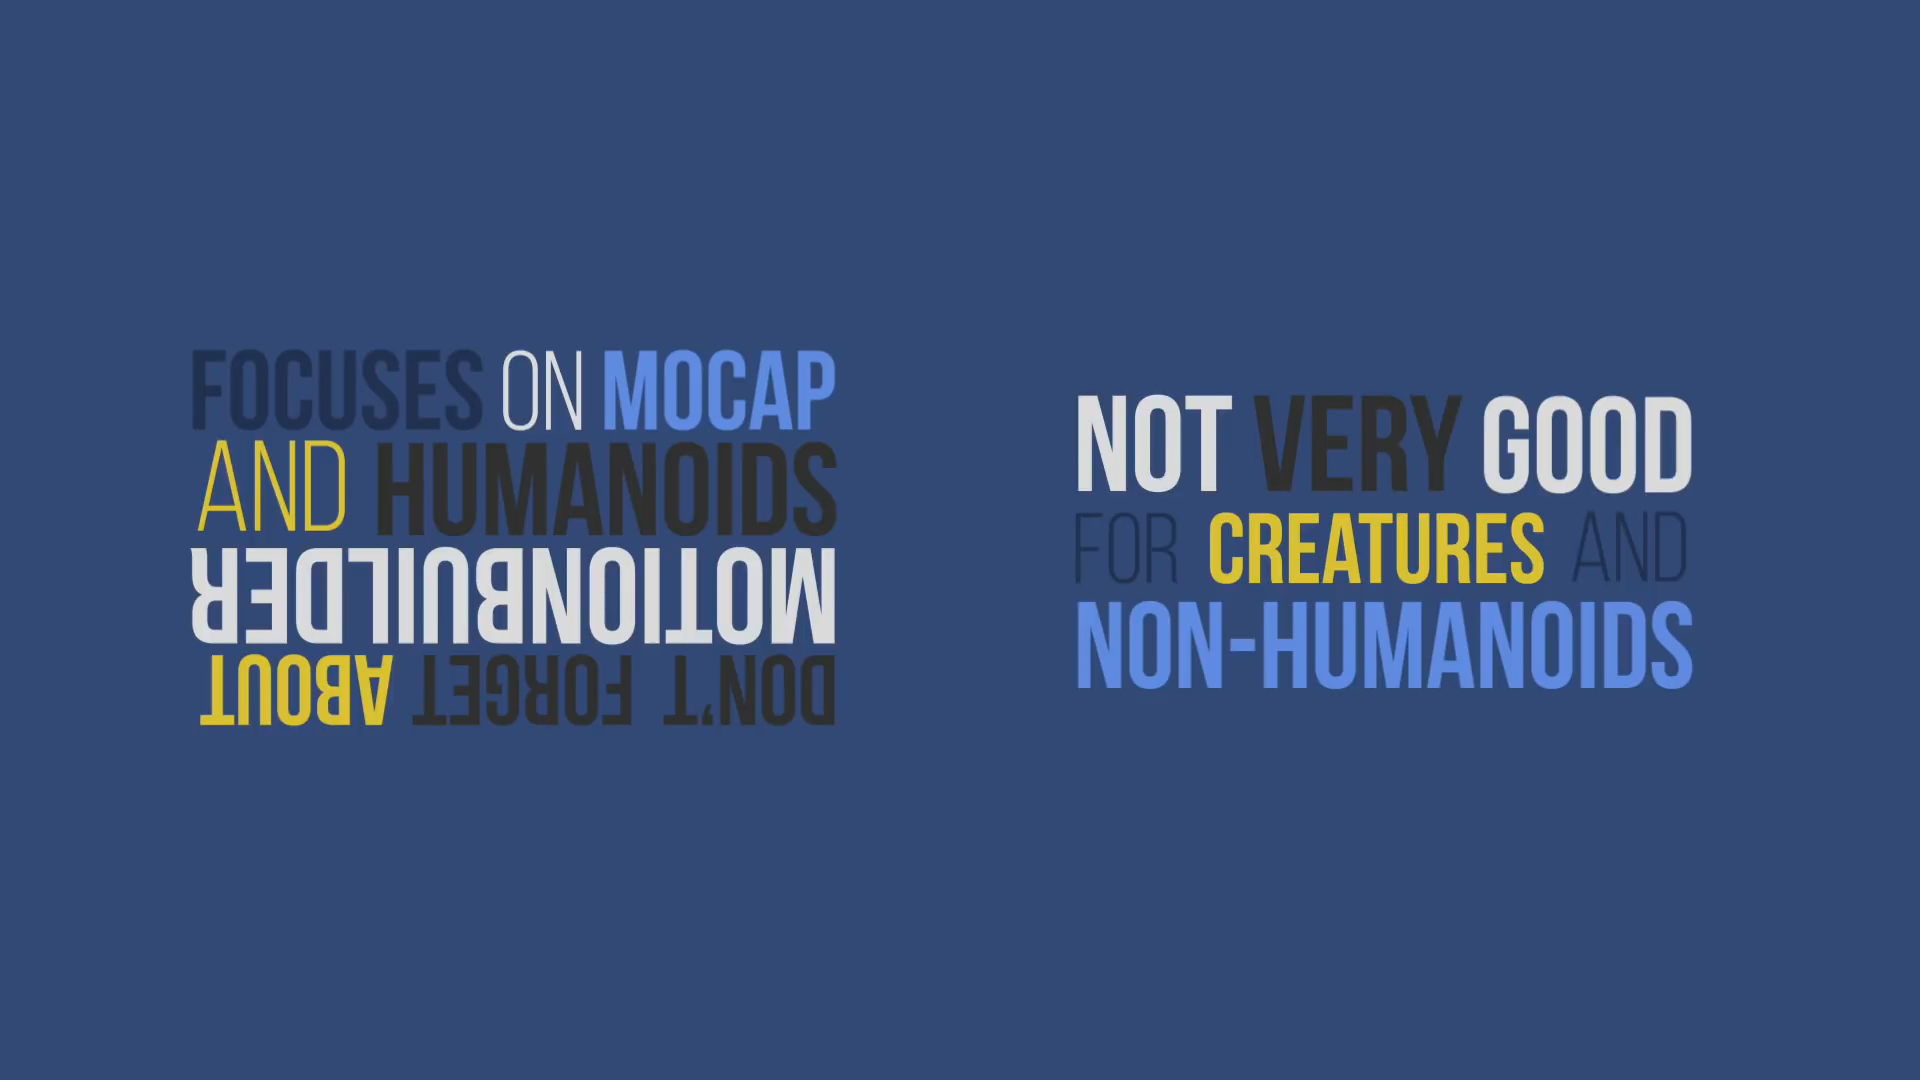 FOCUSES ON MOCAP
AND HUMANOIDS
DON'T FORGET ABOUT
MOTIONBUILDER
NOT VERY GOOD
FOR CREATURES AND
NON-HUMANOIDS